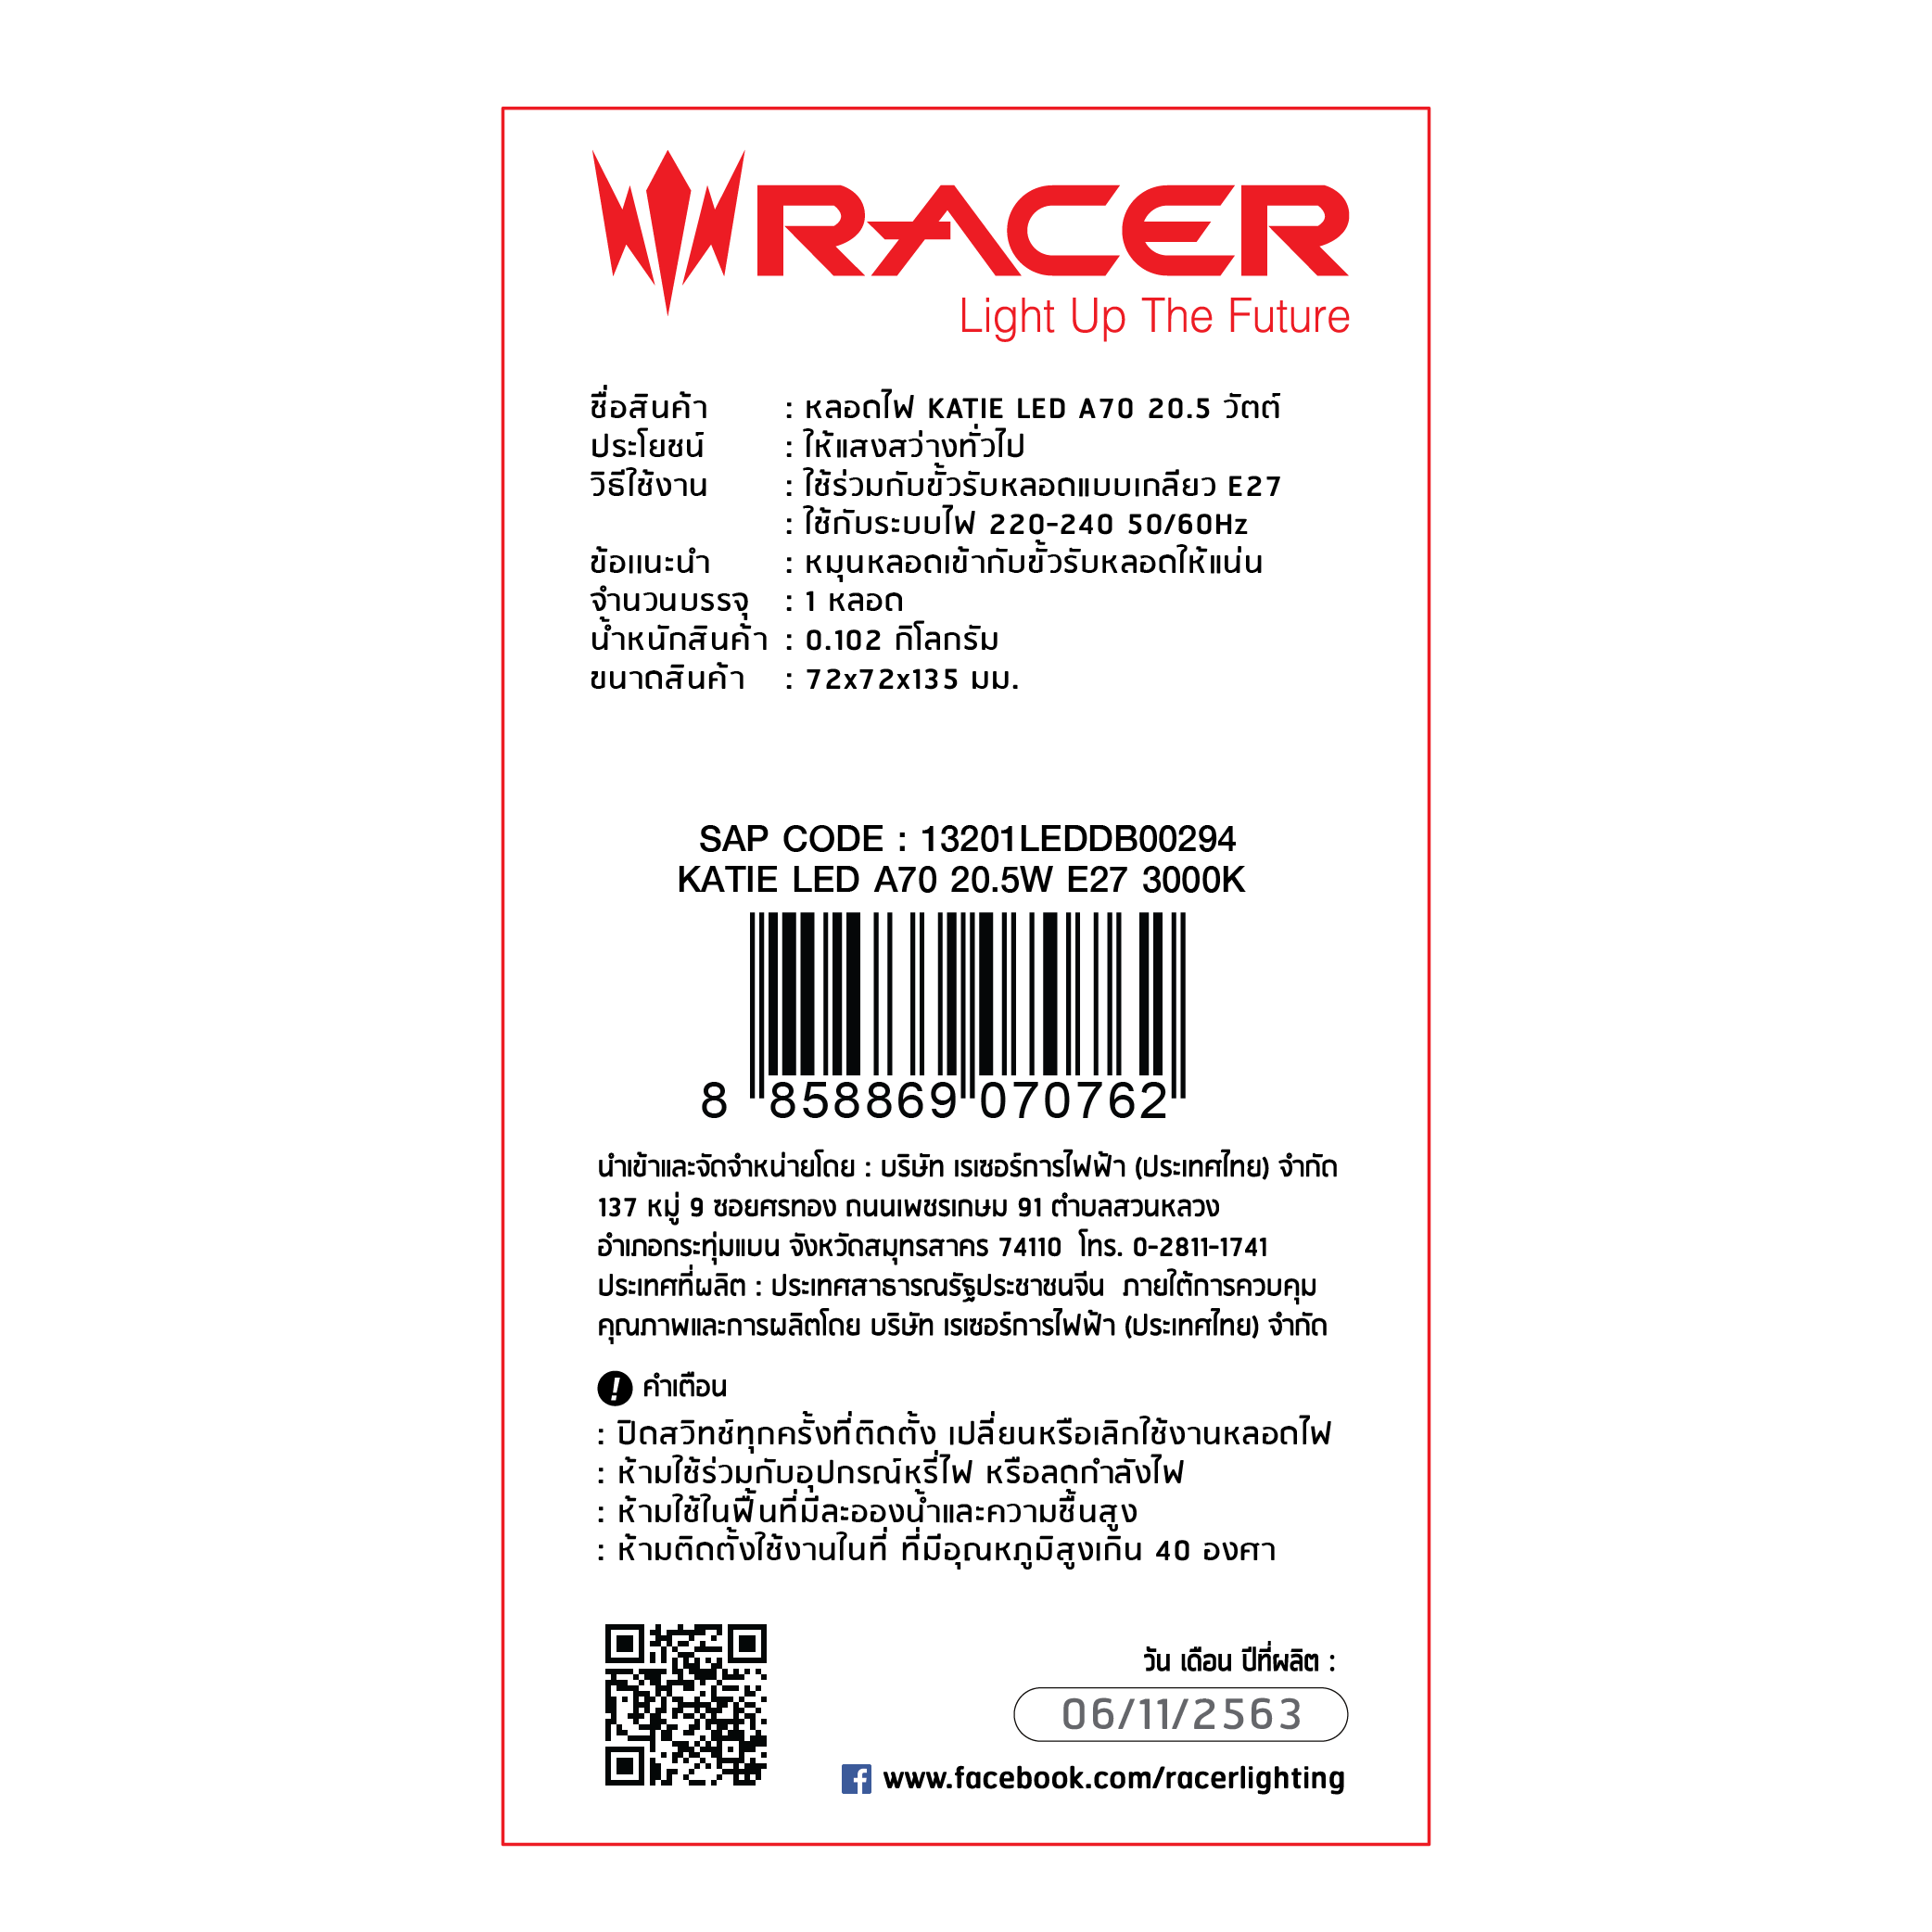 RACER
Light Up The Future
ชื่อสินค้า : หลอดไฟ KATIE LED A70 20.5 วัตต์
ประโยชน์ : ให้แสงสว่างทั่วไป
วิธีใช้งาน : ใช้ร่วมกับขั้วรับหลอดแบบเกลียว E27
: ใช้กับระบบไฟ 220-240 50/60Hz
ข้อแนะนำ : หมุนหลอดเข้ากับขั้วรับหลอดให้แน่น
จำนวนบรรจุ : 1 หลอด
น้ำหนักสินค้า : 0.102 กิโลกรัม
ขนาดสินค้า : 72x72x135 มม.
SAP CODE : 13201LEDDB00294
KATIE LED A70 20.5W E27 3000K
8 858869 070762
นำเข้าและจัดจำหน่ายโดย : บริษัท เรเซอร์การไฟฟ้า (ประเทศไทย) จำกัด
137 หมู่ 9 ซอยศรทอง ถนนเพชรเกษม 91 ตำบลสวนหลวง
อำเภอกระทุ่มแบน จังหวัดสมุทรสาคร 74110 โทร. 0-2811-1741
ประเทศที่ผลิต : ประเทศสาธารณรัฐประชาชนจีน ภายใต้การควบคุม
คุณภาพและการผลิตโดย บริษัท เรเซอร์การไฟฟ้า (ประเทศไทย) จำกัด
! คำเตือน
: ปิดสวิทช์ทุกครั้งที่ติดตั้ง เปลี่ยนหรือเลิกใช้งานหลอดไฟ
: ห้ามใช้ร่วมกับอุปกรณ์หรี่ไฟ หรือลดกำลังไฟ
: ห้ามใช้ในฟื้นที่มีละอองน้ำและความชื้นสูง
: ห้ามติดตั้งใช้งานในที่ ที่มีอุณหภูมิสูงเกิน 40 องศา
วัน เดือน ปีที่ผลิต :
06/11/2563
f www.facebook.com/racerlighting